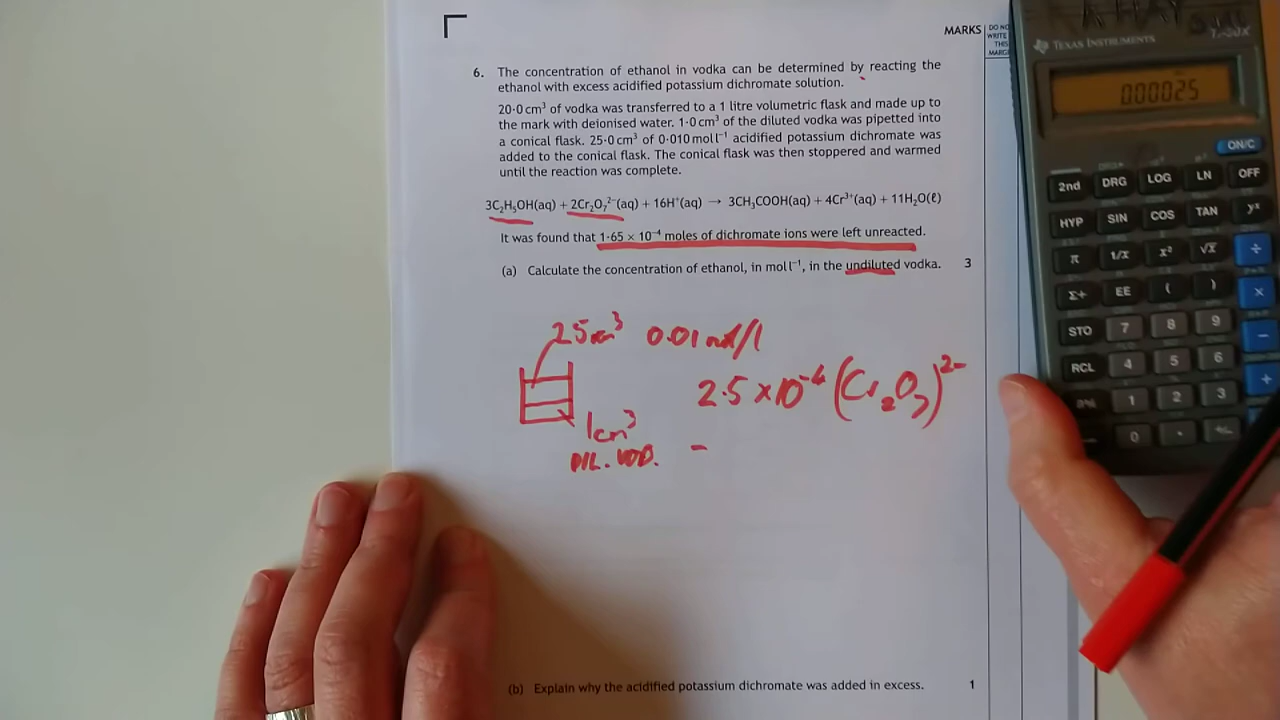 MARKS
DO NO
WRITE
THIS
MARG
6. The concentration of ethanol in vodka can be determined by reacting the
ethanol with excess acidified potassium dichromate solution.
20·0 cm³ of vodka was transferred to a 1 litre volumetric flask and made up to
the mark with deionised water. 1·0 cm³ of the diluted vodka was pipetted into
a conical flask. 25·0 cm³ of 0·010 mol l⁻¹ acidified potassium dichromate was
added to the conical flask. The conical flask was then stoppered and warmed
until the reaction was complete.
3C₂H₅OH(aq) + 2Cr₂O₇²⁻(aq) + 16H⁺(aq) → 3CH₃COOH(aq) + 4Cr³⁺(aq) + 11H₂O(ℓ)
It was found that 1·65 × 10⁻⁴ moles of dichromate ions were left unreacted.
(a) Calculate the concentration of ethanol, in mol l⁻¹, in the undiluted vodka. 3
25cm³ 0.01 mol/l
2.5 × 10⁻⁴ (Cr₂O₇)²⁻
1cm³
DIL. VOD. -
(b) Explain why the acidified potassium dichromate was added in excess. 1
A HAY
TEXAS INSTRUMENTS
0.00025
ON/C
2nd DRG LOG LN OFF
HYP SIN COS TAN yˣ
π 1/x x² √x ÷
Σ+ EE ( ) ×
STO 7 8 9 −
RCL 4 5 6 +
1 2 3
0 · +/-